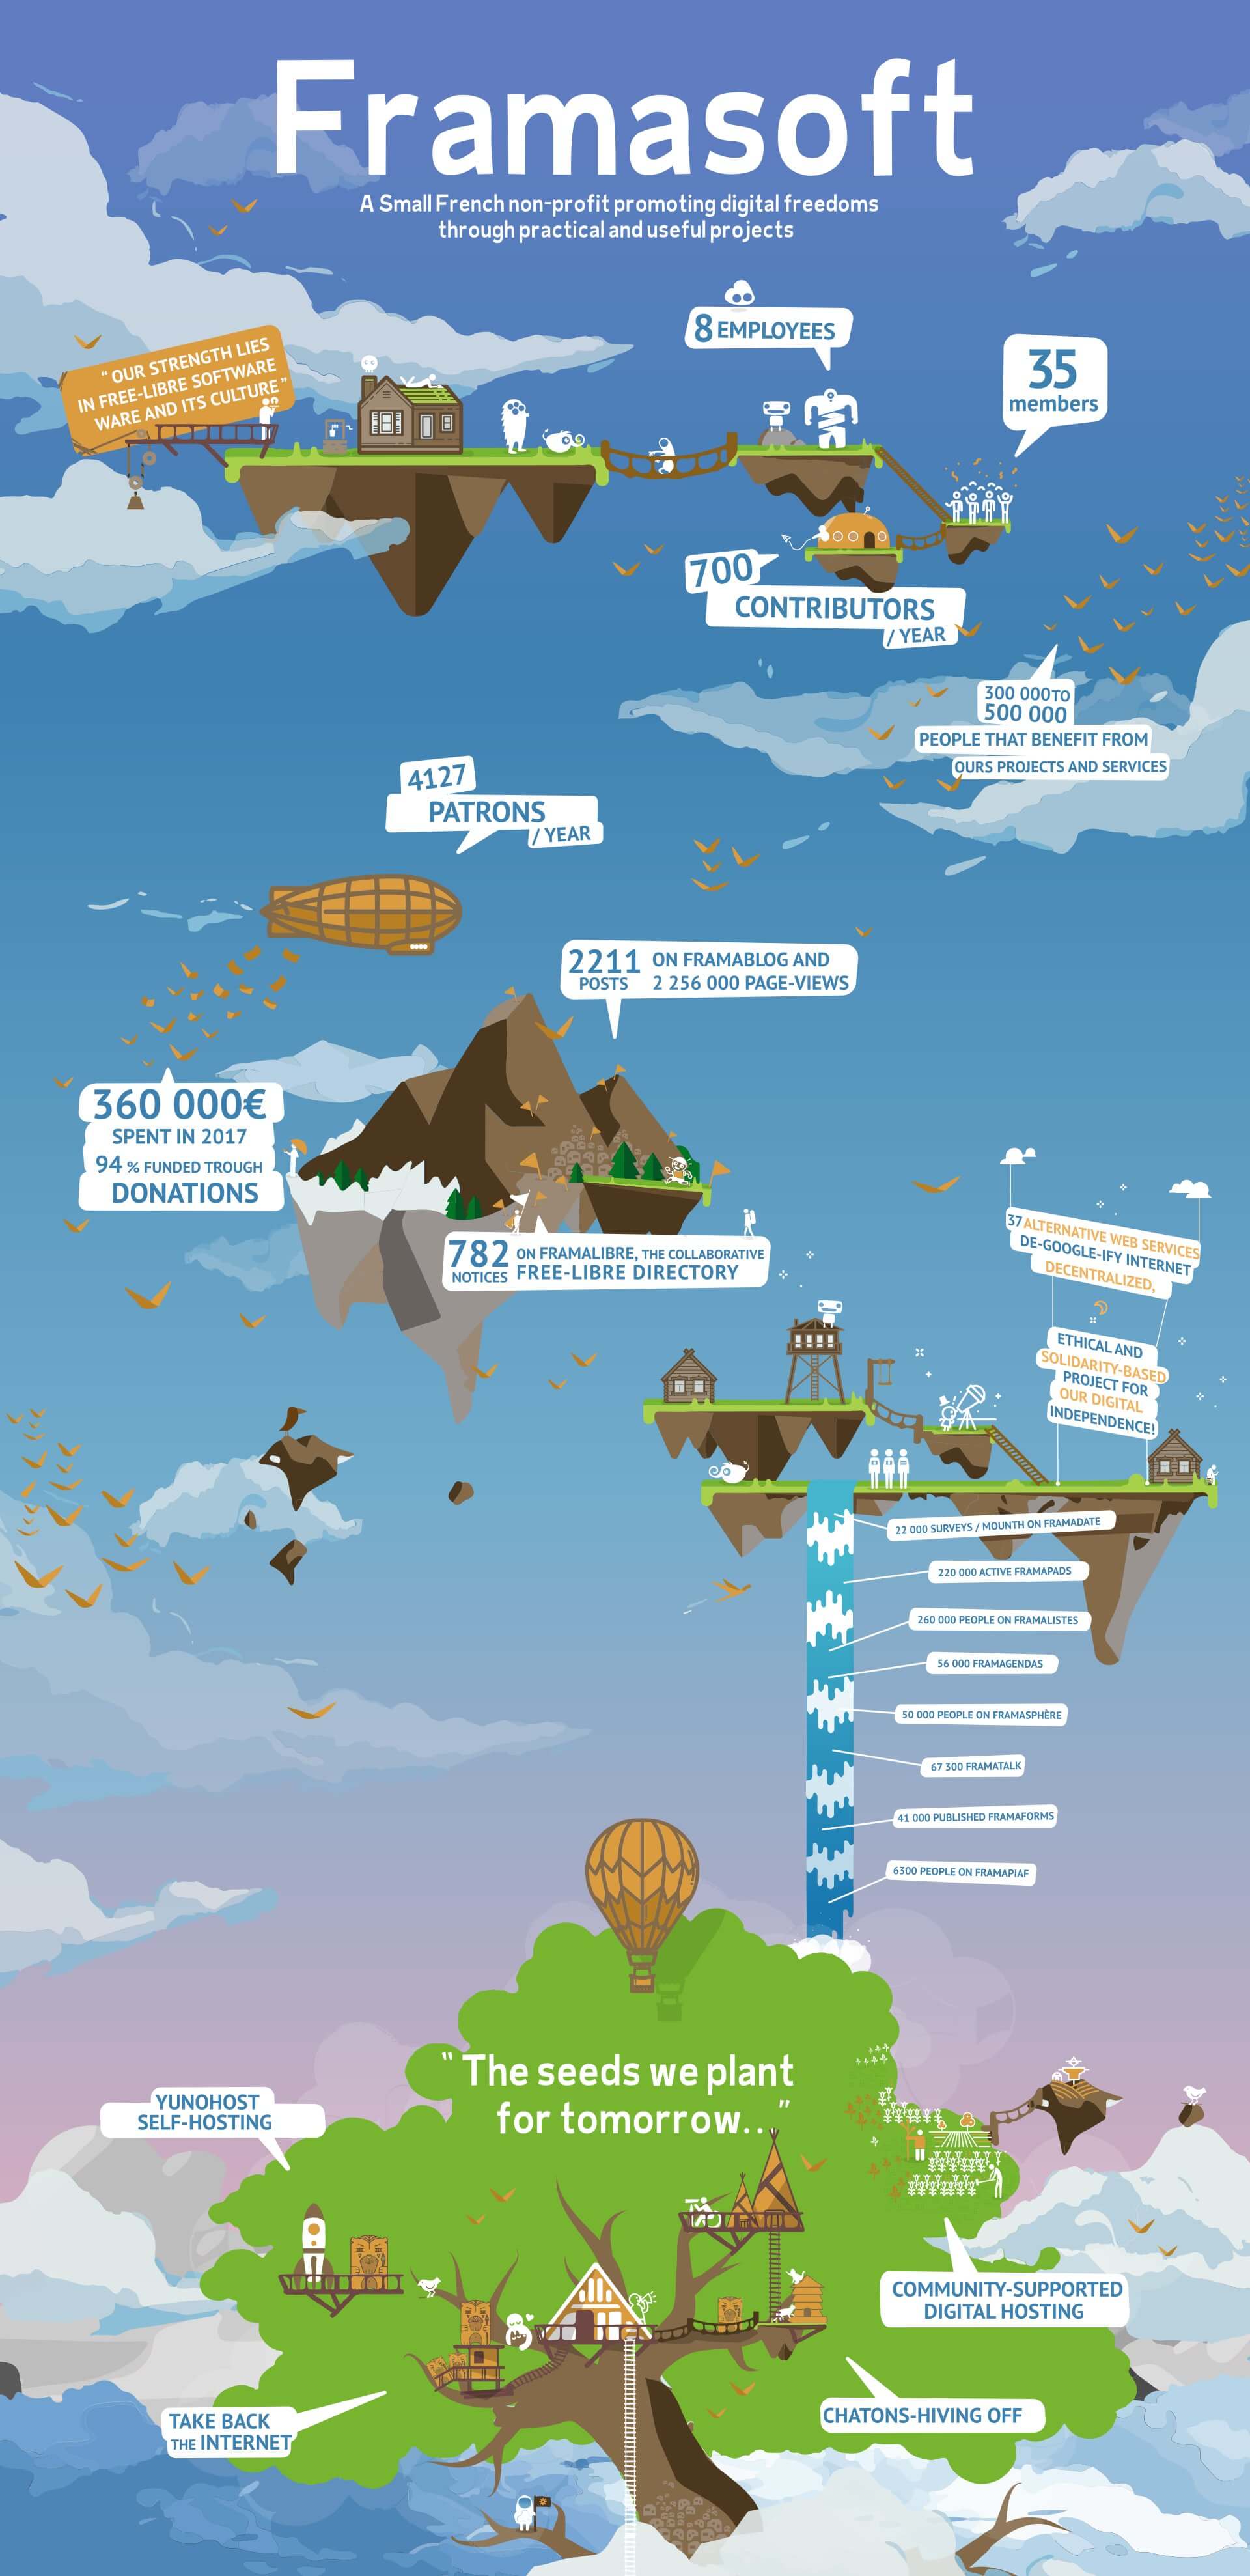 Framasoft
A Small French non-profit promoting digital freedoms
through practical and useful projects
8 EMPLOYEES
35
members
“ OUR STRENGTH LIES
IN FREE-LIBRE SOFTWARE
WARE AND ITS CULTURE ”
700
CONTRIBUTORS
/ YEAR
300 000 TO
500 000
PEOPLE THAT BENEFIT FROM
OURS PROJECTS AND SERVICES
4127
PATRONS
/ YEAR
2211 ON FRAMABLOG AND
POSTS 2 256 000 PAGE-VIEWS
360 000€
SPENT IN 2017
94 % FUNDED TROUGH
DONATIONS
782 ON FRAMALIBRE, THE COLLABORATIVE
NOTICES FREE-LIBRE DIRECTORY
37 ALTERNATIVE WEB SERVICES
DE-GOOGLE-IFY INTERNET
DECENTRALIZED,
ETHICAL AND
SOLIDARITY-BASED
PROJECT FOR
OUR DIGITAL
INDEPENDENCE!
22 000 SURVEYS / MOUNTH ON FRAMADATE
220 000 ACTIVE FRAMAPADS
260 000 PEOPLE ON FRAMALISTES
56 000 FRAMAGENDAS
50 000 PEOPLE ON FRAMASPHÈRE
67 300 FRAMATALK
41 000 PUBLISHED FRAMAFORMS
6300 PEOPLE ON FRAMAPIAF
“ The seeds we plant
for tomorrow... ”
YUNOHOST
SELF-HOSTING
COMMUNITY-SUPPORTED
DIGITAL HOSTING
TAKE BACK
THE INTERNET
CHATONS-HIVING OFF